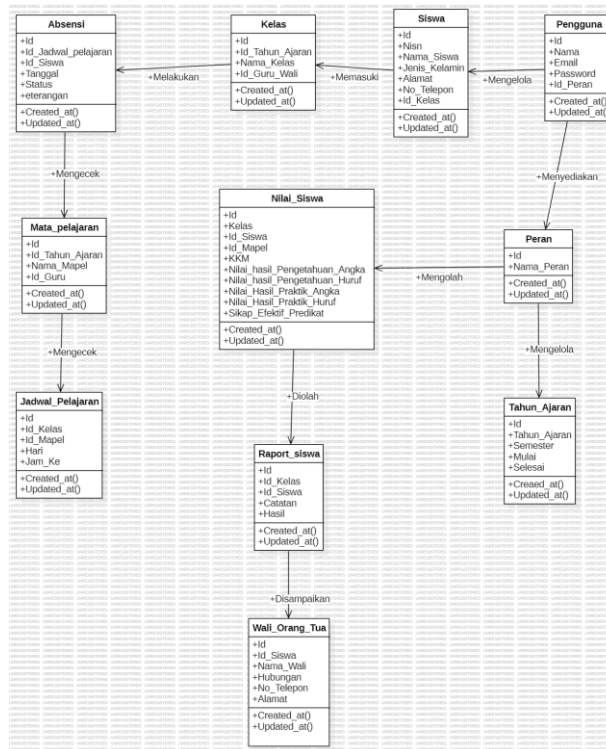 Absensi
+Id
+Id_Jadwal_pelajaran
+Id_Siswa
+Tanggal
+Status
+eterangan
+Created_at()
+Updated_at()
+Melakukan
Kelas
+Id
+Id_Tahun_Ajaran
+Nama_Kelas
+Id_Guru_Wali
+Created_at()
+Updated_at()
+Memasuki
Siswa
+Id
+Nisn
+Nama_Siswa
+Jenis_Kelamin
+Alamat
+No_Telepon
+Id_Kelas
+Created_at()
+Updated_at()
+Mengelola
Pengguna
+Id
+Nama
+Email
+Password
+Id_Peran
+Created_at()
+Updated_at()
+Mengecek
+Menyediakan
Mata_pelajaran
+Id
+Id_Tahun_Ajaran
+Nama_Mapel
+Id_Guru
+Created_at()
+Updated_at()
Nilai_Siswa
+Id
+Kelas
+Id_Siswa
+Id_Mapel
+KKM
+Nilai_hasil_Pengetahuan_Angka
+Nilai_hasil_Pengetahuan_Huruf
+Nilai_Hasil_Praktik_Angka
+Nilai_Hasil_Praktik_Huruf
+Sikap_Efektif_Predikat
+Created_at()
+Updated_at()
+Mengolah
Peran
+Id
+Nama_Peran
+Created_at()
+Updated_at()
+Mengecek
+Mengelola
Jadwal_Pelajaran
+Id
+Id_Kelas
+Id_Mapel
+Hari
+Jam_Ke
+Created_at()
+Updated_at()
+Diolah
Tahun_Ajaran
+Id
+Tahun_Ajaran
+Semester
+Mulai
+Selesai
+Creaed_at()
+Updated_at()
Raport_siswa
+Id
+Id_Kelas
+Id_Siswa
+Catatan
+Hasil
+Created_at()
+Updated_at()
+Disampaikan
Wali_Orang_Tua
+Id
+Id_Siswa
+Nama_Wali
+Hubungan
+No_Telepon
+Alamat
+Created_at()
+Updated_at()